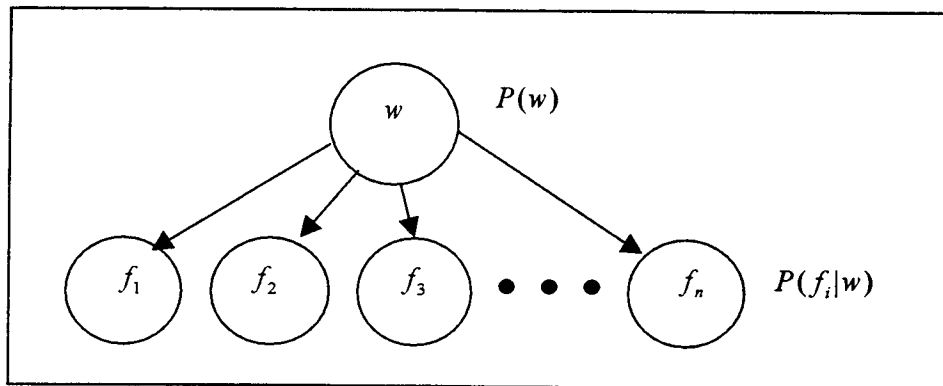 w P(w)
f₁ f₂ f₃ • • • fₙ P(fᵢ|w)